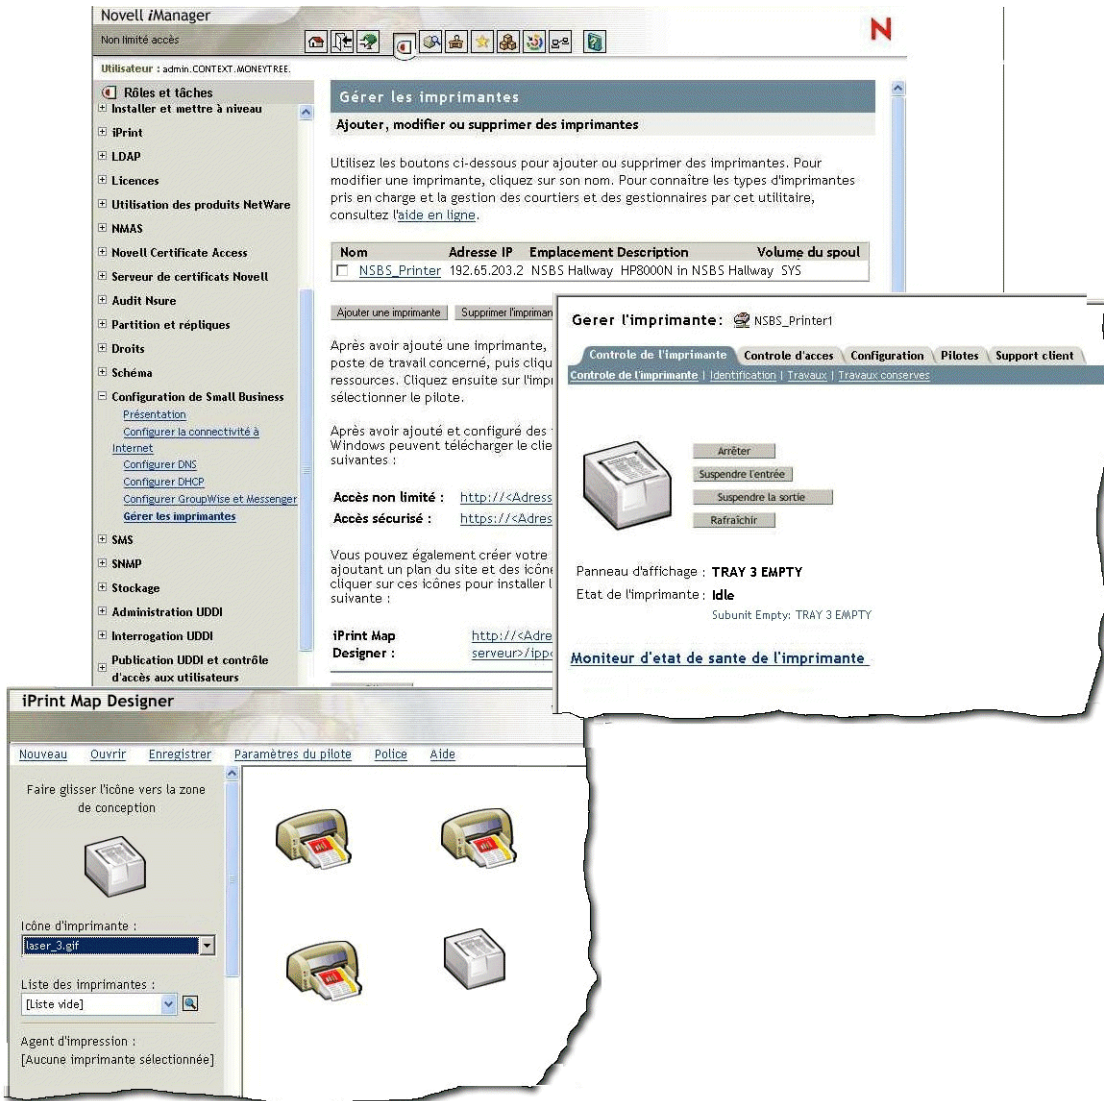 Novell iManager
Non limité accès
N
Utilisateur : admin.CONTEXT.MONEYTREE.
Rôles et tâches
Installer et mettre à niveau
iPrint
LDAP
Licences
Utilisation des produits NetWare
NMAS
Novell Certificate Access
Serveur de certificats Novell
Audit Nsure
Partition et répliques
Droits
Schéma
Configuration de Small Business
Présentation
Configurer la connectivité à
Internet
Configurer DNS
Configurer DHCP
Configurer GroupWise et Messenger
Gérer les imprimantes
SMS
SNMP
Stockage
Administration UDDI
Interrogation UDDI
Publication UDDI et contrôle
d'accès aux utilisateurs
Gérer les imprimantes
Ajouter, modifier ou supprimer des imprimantes
Utilisez les boutons ci-dessous pour ajouter ou supprimer des imprimantes. Pour
modifier une imprimante, cliquez sur son nom. Pour connaître les types d'imprimantes
pris en charge et la gestion des courtiers et des gestionnaires par cet utilitaire,
consultez l'aide en ligne.
Nom Adresse IP Emplacement Description Volume du spoul
NSBS_Printer 192.65.203.2 NSBS Hallway HP8000N in NSBS Hallway SYS
Ajouter une imprimante Supprimer l'impriman
Après avoir ajouté une imprimante,
poste de travail concerné, puis cliqu
ressources. Cliquez ensuite sur l'impr
sélectionner le pilote.
Après avoir ajouté et configuré des
Windows peuvent télécharger le clie
suivantes :
Accès non limité : http://<Adress
Accès sécurisé : https://<Adres
Vous pouvez également créer votre
ajoutant un plan du site et des icône
cliquer sur ces icônes pour installer l
suivante :
iPrint Map http://<Adre
Designer : serveur>/ipp
Gerer l'imprimante: NSBS_Printer1
Controle de l'imprimante Controle d'acces Configuration Pilotes Support client
Controle de l'imprimante | Identification | Travaux | Travaux conserves
Arrêter
Suspendre l'entrée
Suspendre la sortie
Rafraîchir
Panneau d'affichage : TRAY 3 EMPTY
Etat de l'imprimante : Idle
Subunit Empty: TRAY 3 EMPTY
Moniteur d'etat de sante de l'imprimante
iPrint Map Designer
Nouveau Ouvrir Enregistrer Paramètres du pilote Police Aide
Faire glisser l'icône vers la zone
de conception
Icône d'imprimante :
laser_3.gif
Liste des imprimantes :
[Liste vide]
Agent d'impression :
[Aucune imprimante sélectionnée]